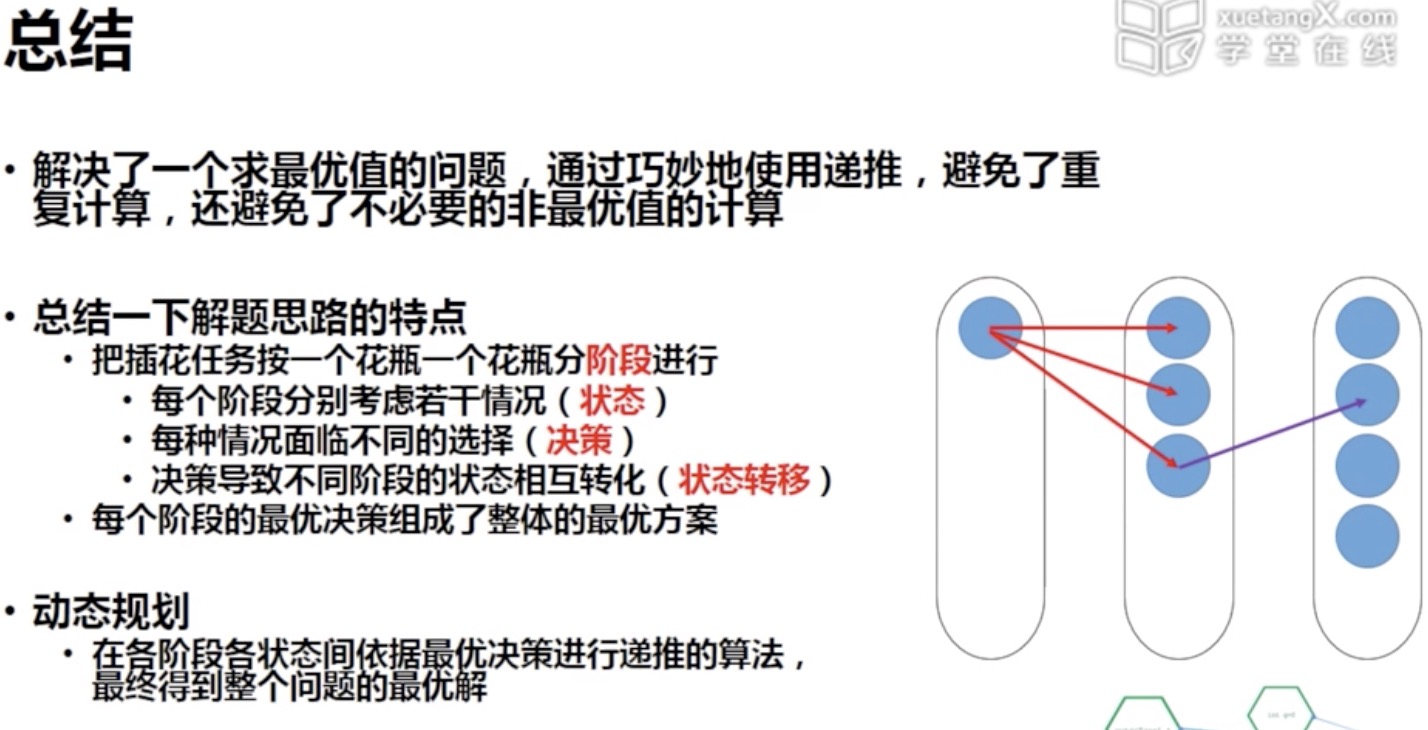 总结
xuetangX.com
学堂在线
• 解决了一个求最优值的问题，通过巧妙地使用递推，避免了重
复计算，还避免了不必要的非最优值的计算
• 总结一下解题思路的特点
• 把插花任务按一个花瓶一个花瓶分阶段进行
• 每个阶段分别考虑若干情况（状态）
• 每种情况面临不同的选择（决策）
• 决策导致不同阶段的状态相互转化（状态转移）
• 每个阶段的最优决策组成了整体的最优方案
• 动态规划
• 在各阶段各状态间依据最优决策进行递推的算法，
最终得到整个问题的最优解